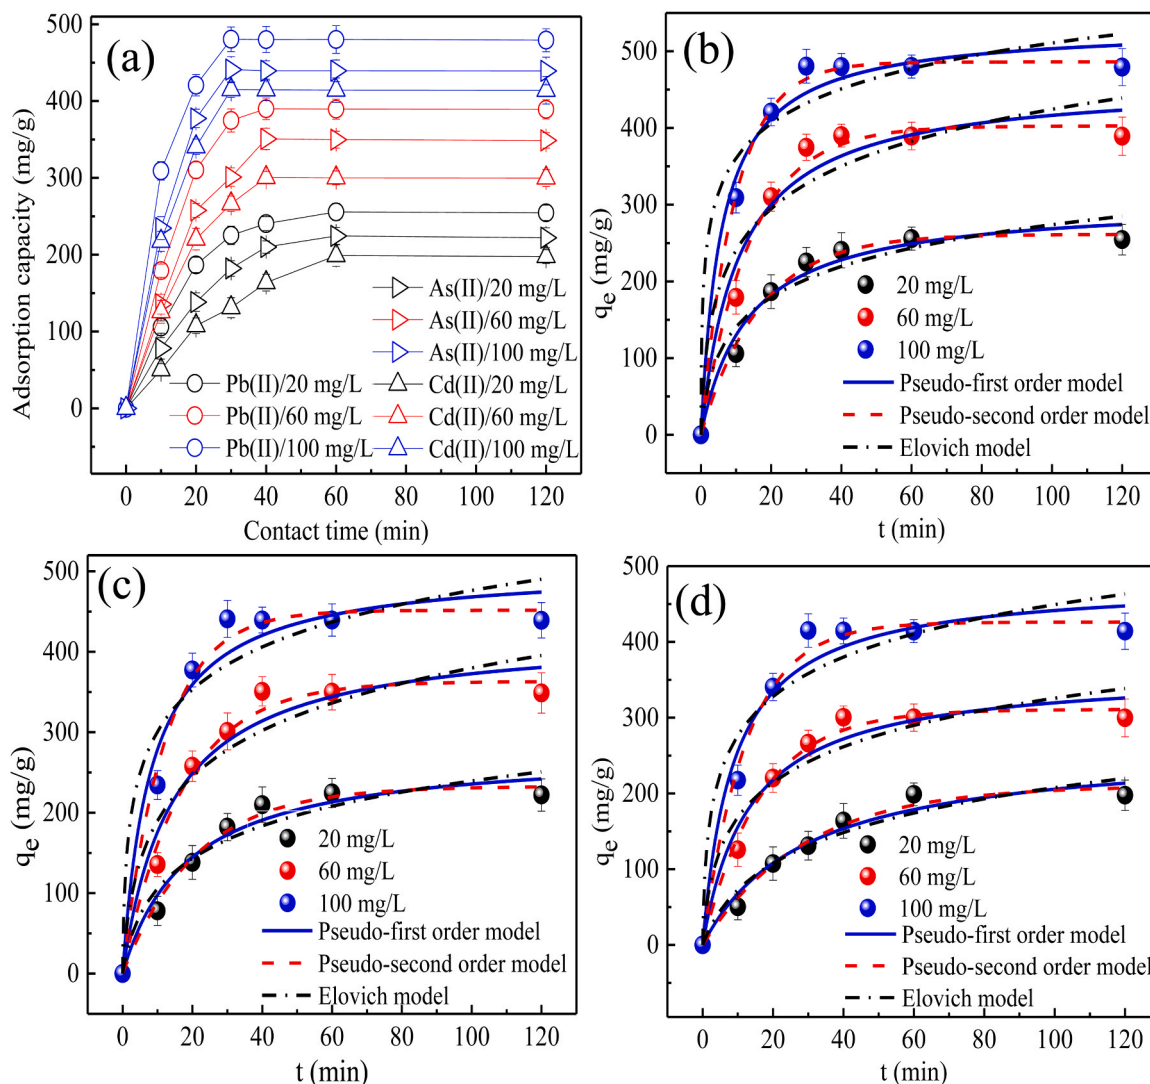 (a)
Adsorption capacity (mg/g)
500
400
300
200
100
0
As(II)/20 mg/L
As(II)/60 mg/L
As(II)/100 mg/L
Pb(II)/20 mg/L
Cd(II)/20 mg/L
Pb(II)/60 mg/L
Cd(II)/60 mg/L
Pb(II)/100 mg/L
Cd(II)/100 mg/L
0 20 40 60 80 100 120
Contact time (min)
(b)
qe (mg/g)
500
400
300
200
100
0
20 mg/L
60 mg/L
100 mg/L
Pseudo-first order model
Pseudo-second order model
Elovich model
0 20 40 60 80 100 120
t (min)
(c)
qe (mg/g)
500
400
300
200
100
0
20 mg/L
60 mg/L
100 mg/L
Pseudo-first order model
Pseudo-second order model
Elovich model
0 20 40 60 80 100 120
t (min)
(d)
qe (mg/g)
500
400
300
200
100
0
20 mg/L
60 mg/L
100 mg/L
Pseudo-first order model
Pseudo-second order model
Elovich model
0 20 40 60 80 100 120
t (min)